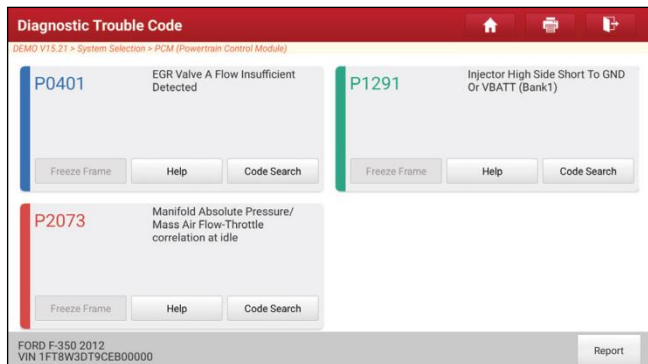 Diagnostic Trouble Code
DEMO V15.21 > System Selection > PCM (Powertrain Control Module)
P0401
EGR Valve A Flow Insufficient
Detected
Freeze Frame
Help
Code Search
P1291
Injector High Side Short To GND
Or VBATT (Bank1)
Freeze Frame
Help
Code Search
P2073
Manifold Absolute Pressure/
Mass Air Flow-Throttle
correlation at idle
Freeze Frame
Help
Code Search
FORD F-350 2012
VIN 1FT8W3DT9CEB00000
Report